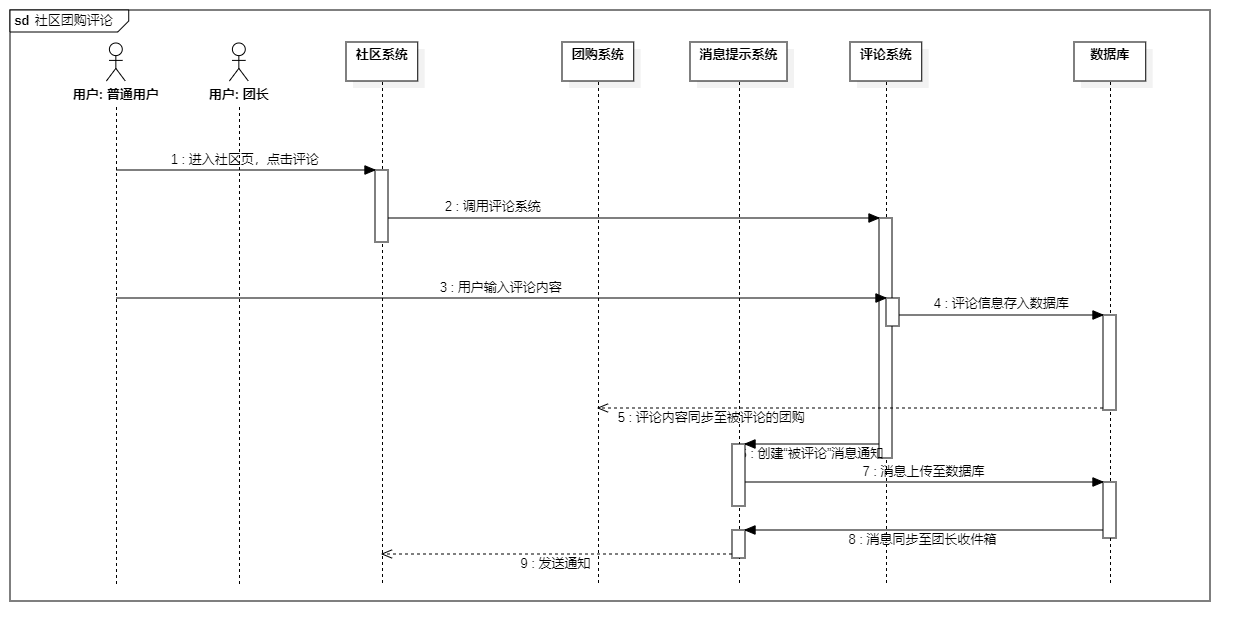 sd 社区团购评论
用户: 普通用户
用户: 团长
社区系统
团购系统
消息提示系统
评论系统
数据库
1 : 进入社区页，点击评论
2 : 调用评论系统
3 : 用户输入评论内容
4 : 评论信息存入数据库
5 : 评论内容同步至被评论的团购
: 创建“被评论”消息通知
7 : 消息上传至数据库
8 : 消息同步至团长收件箱
9 : 发送通知